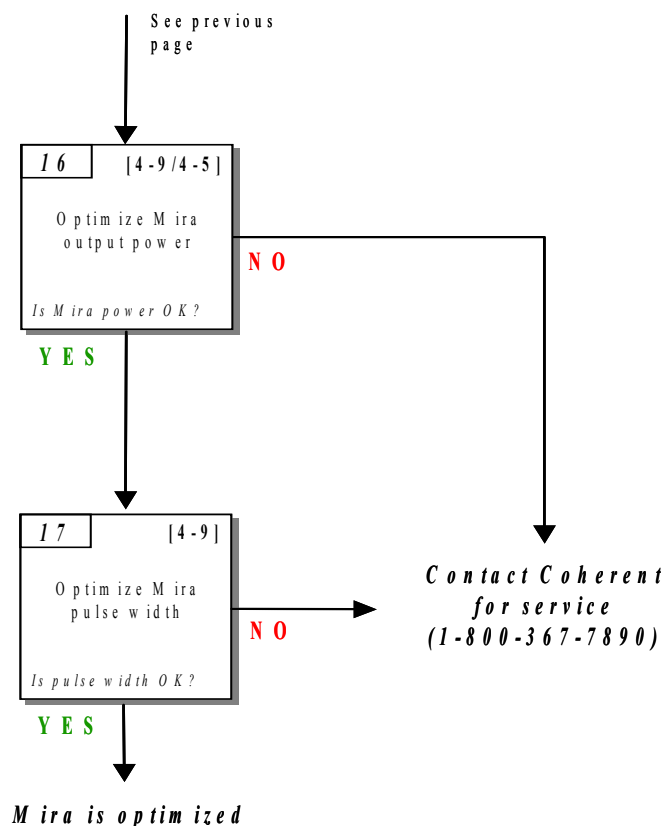 See previous
page
16 [4-9/4-5]
Optimize Mira
output power
NO
Is Mira power OK?
YES
17 [4-9]
Optimize Mira
pulse width
NO
Is pulse width OK?
YES
Contact Coherent
for service
(1-800-367-7890)
Mira is optimized